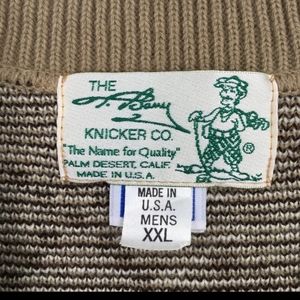 THE
T. Barry
KNICKER CO.
"The Name for Quality"
PALM DESERT, CALIF.
MADE IN U.S.A.
®
MADE IN
U.S.A.
MENS
XXL